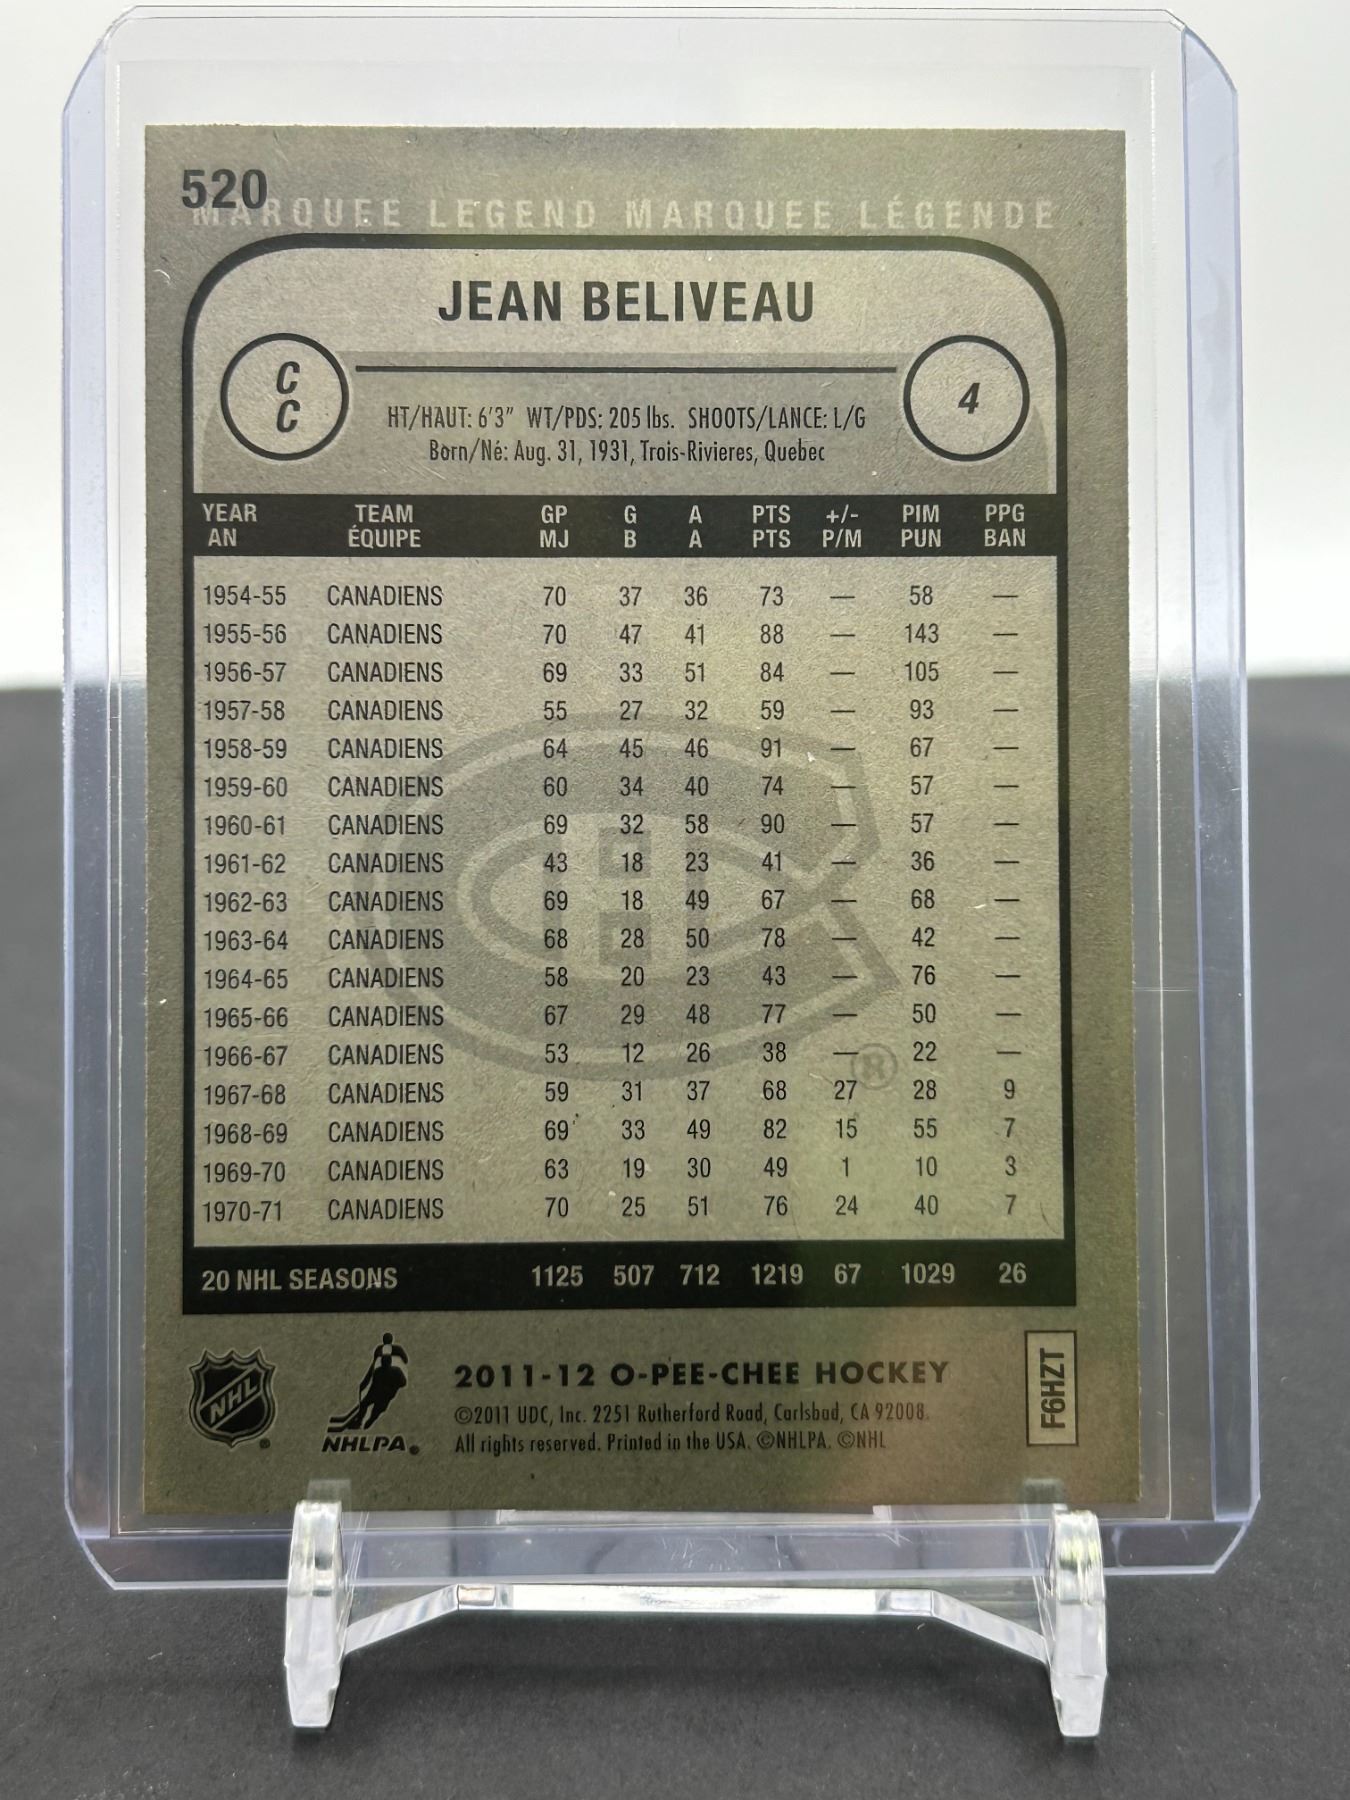 520
MARQUEE LEGEND MARQUEE LÉGENDE
JEAN BELIVEAU
C
C
4
HT/HAUT: 6'3" WT/PDS: 205 lbs. SHOOTS/LANCE: L/G
Born/Né: Aug. 31, 1931, Trois-Rivieres, Quebec
YEAR TEAM GP G A PTS +/- PIM PPG
AN ÉQUIPE MJ B A PTS P/M PUN BAN
1954-55 CANADIENS 70 37 36 73 — 58 —
1955-56 CANADIENS 70 47 41 88 — 143 —
1956-57 CANADIENS 69 33 51 84 — 105 —
1957-58 CANADIENS 55 27 32 59 — 93 —
1958-59 CANADIENS 64 45 46 91 — 67 —
1959-60 CANADIENS 60 34 40 74 — 57 —
1960-61 CANADIENS 69 32 58 90 — 57 —
1961-62 CANADIENS 43 18 23 41 — 36 —
1962-63 CANADIENS 69 18 49 67 — 68 —
1963-64 CANADIENS 68 28 50 78 — 42 —
1964-65 CANADIENS 58 20 23 43 — 76 —
1965-66 CANADIENS 67 29 48 77 — 50 —
1966-67 CANADIENS 53 12 26 38 — 22 —
1967-68 CANADIENS 59 31 37 68 27 28 9
1968-69 CANADIENS 69 33 49 82 15 55 7
1969-70 CANADIENS 63 19 30 49 1 10 3
1970-71 CANADIENS 70 25 51 76 24 40 7
®
20 NHL SEASONS 1125 507 712 1219 67 1029 26
NHL
NHLPA
2011-12 O-PEE-CHEE HOCKEY
©2011 UDC, Inc. 2251 Rutherford Road, Carlsbad, CA 92008.
All rights reserved. Printed in the USA. ©NHLPA. ©NHL
F6HZT